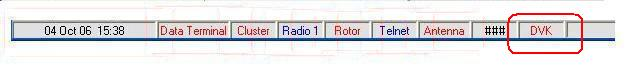 04 Oct 06 15:38 Data Terminal Cluster Radio 1 Rotor Telnet Antenna ### DVK